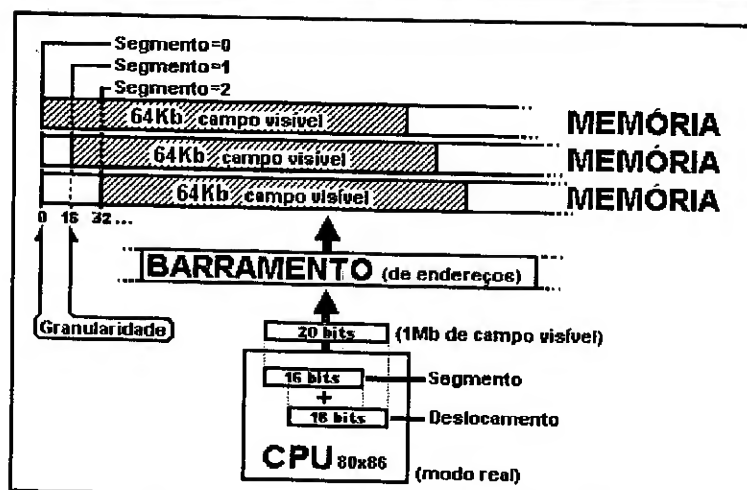 Segmento=0
Segmento=1
Segmento=2
64Kb campo visível MEMÓRIA
64Kb campo visível MEMÓRIA
64Kb campo visível MEMÓRIA
0 16 32 ...
BARRAMENTO (de endereços)
Granularidade
20 bits (1Mb de campo visível)
16 bits Segmento
+
16 bits Deslocamento
CPU 80x86 (modo real)